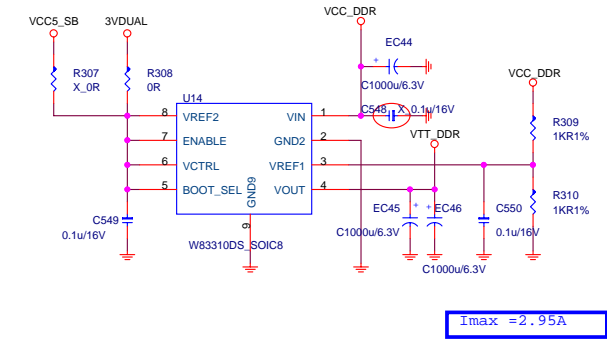 VCC5_SB 3VDUAL VCC_DDR
EC44
C1000u/6.3V
VCC_DDR
R307
X_0R
R308
0R
U14
C548 X_0.1u/16V
VTT_DDR
R309
1KR1%
8 VREF2 VIN 1
7 ENABLE GND2 2
6 VCTRL VREF1 3
5 BOOT_SEL VOUT 4
GND9
9
W83310DS_SOIC8
C549
0.1u/16V
EC45
C1000u/6.3V
EC46
C1000u/6.3V
C550
0.1u/16V
R310
1KR1%
Imax =2.95A